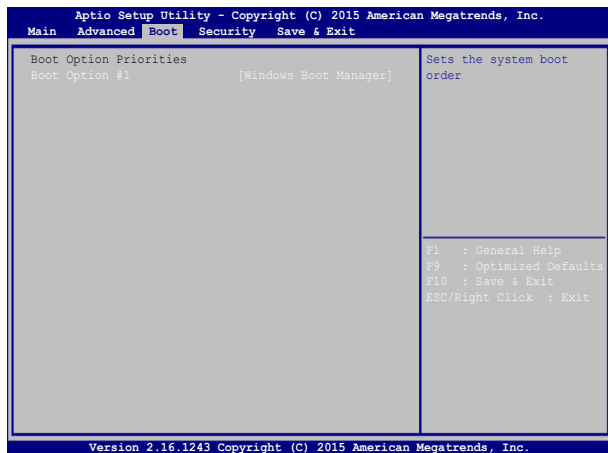 Aptio Setup Utility - Copyright (C) 2015 American Megatrends, Inc.
Main Advanced Boot Security Save & Exit
Boot Option Priorities
Boot Option #1 [Windows Boot Manager]
Sets the system boot
order
F1 : General Help
F9 : Optimized Defaults
F10 : Save & Exit
ESC/Right Click : Exit
Version 2.16.1243 Copyright (C) 2015 American Megatrends, Inc.